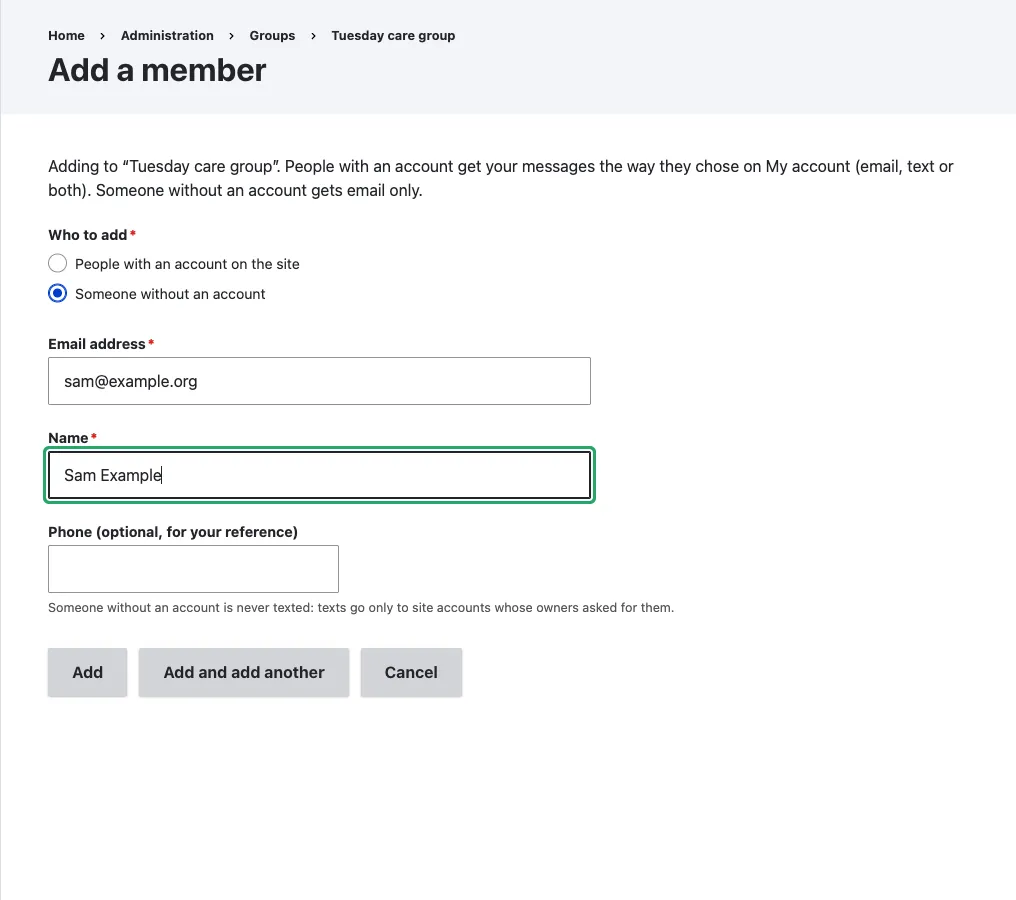 Home › Administration › Groups › Tuesday care group
Add a member
Adding to “Tuesday care group”. People with an account get your messages the way they chose on My account (email, text or
both). Someone without an account gets email only.
Who to add*
People with an account on the site
Someone without an account
Email address*
sam@example.org
Name*
Sam Example
Phone (optional, for your reference)
Someone without an account is never texted: texts go only to site accounts whose owners asked for them.
Add
Add and add another
Cancel